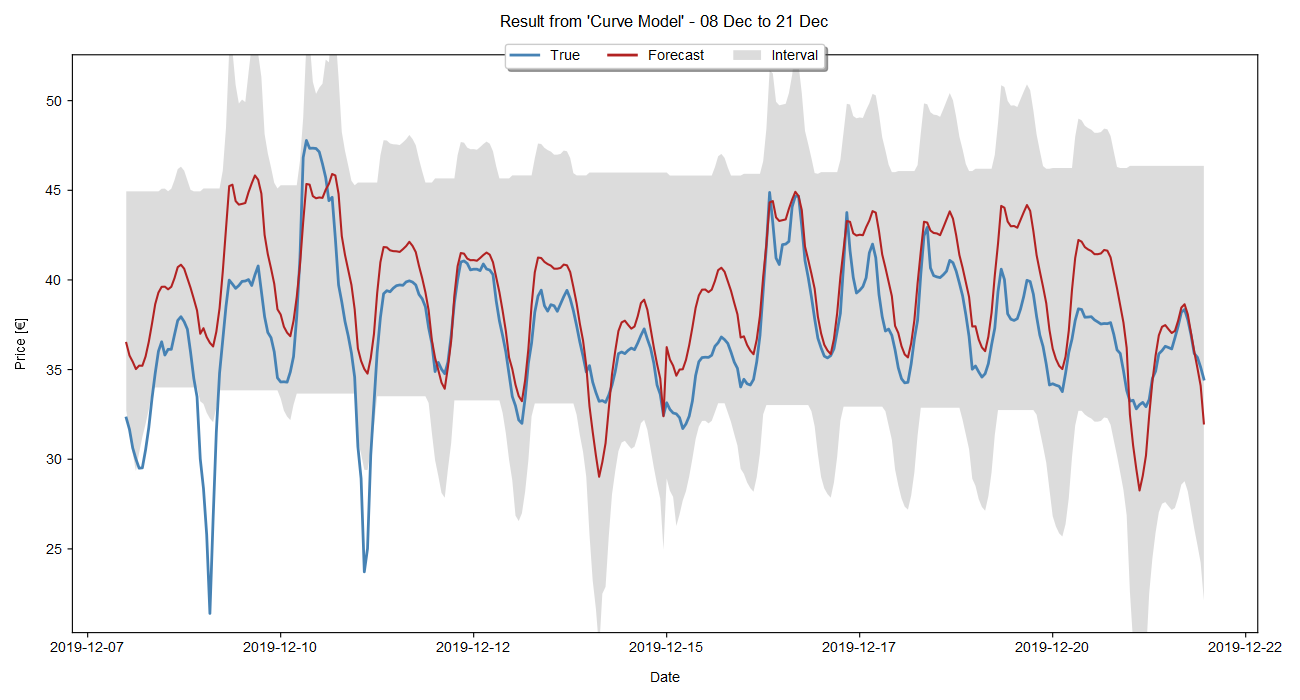 Result from 'Curve Model' - 08 Dec to 21 Dec
True Forecast Interval
50
45
40
35
30
25
Price [€]
2019-12-07 2019-12-10 2019-12-12 2019-12-15 2019-12-17 2019-12-20 2019-12-22
Date